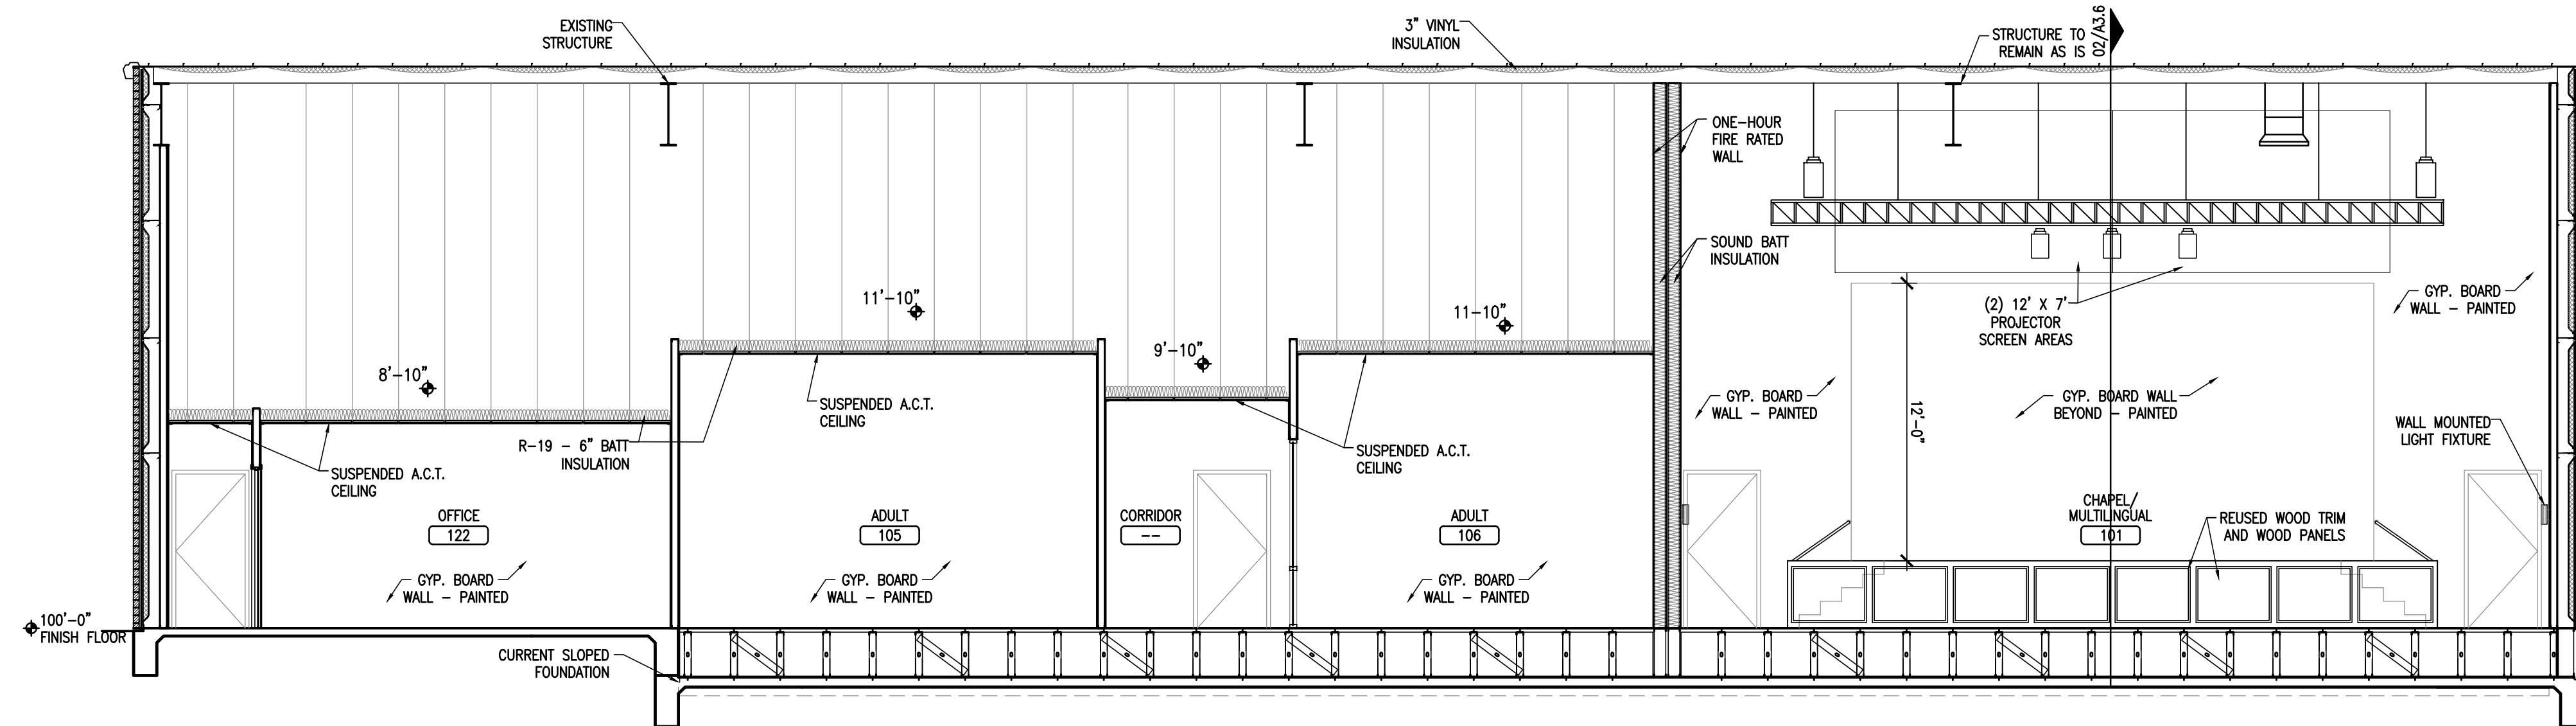 EXISTING
STRUCTURE
3" VINYL
INSULATION
STRUCTURE TO
REMAIN AS IS
02/A3.6
ONE-HOUR
FIRE RATED
WALL
SOUND BATT
INSULATION
(2) 12' X 7'
PROJECTOR
SCREEN AREAS
GYP. BOARD
WALL - PAINTED
11'-10"
11-10"
9'-10"
8'-10"
SUSPENDED A.C.T.
CEILING
R-19 - 6" BATT
INSULATION
SUSPENDED A.C.T.
CEILING
SUSPENDED A.C.T.
CEILING
GYP. BOARD
WALL - PAINTED
12'-0"
GYP. BOARD WALL
BEYOND - PAINTED
WALL MOUNTED
LIGHT FIXTURE
OFFICE
122
ADULT
105
CORRIDOR
--
ADULT
106
CHAPEL/
MULTILINGUAL
101
REUSED WOOD TRIM
AND WOOD PANELS
GYP. BOARD
WALL - PAINTED
GYP. BOARD
WALL - PAINTED
GYP. BOARD
WALL - PAINTED
100'-0"
FINISH FLOOR
CURRENT SLOPED
FOUNDATION